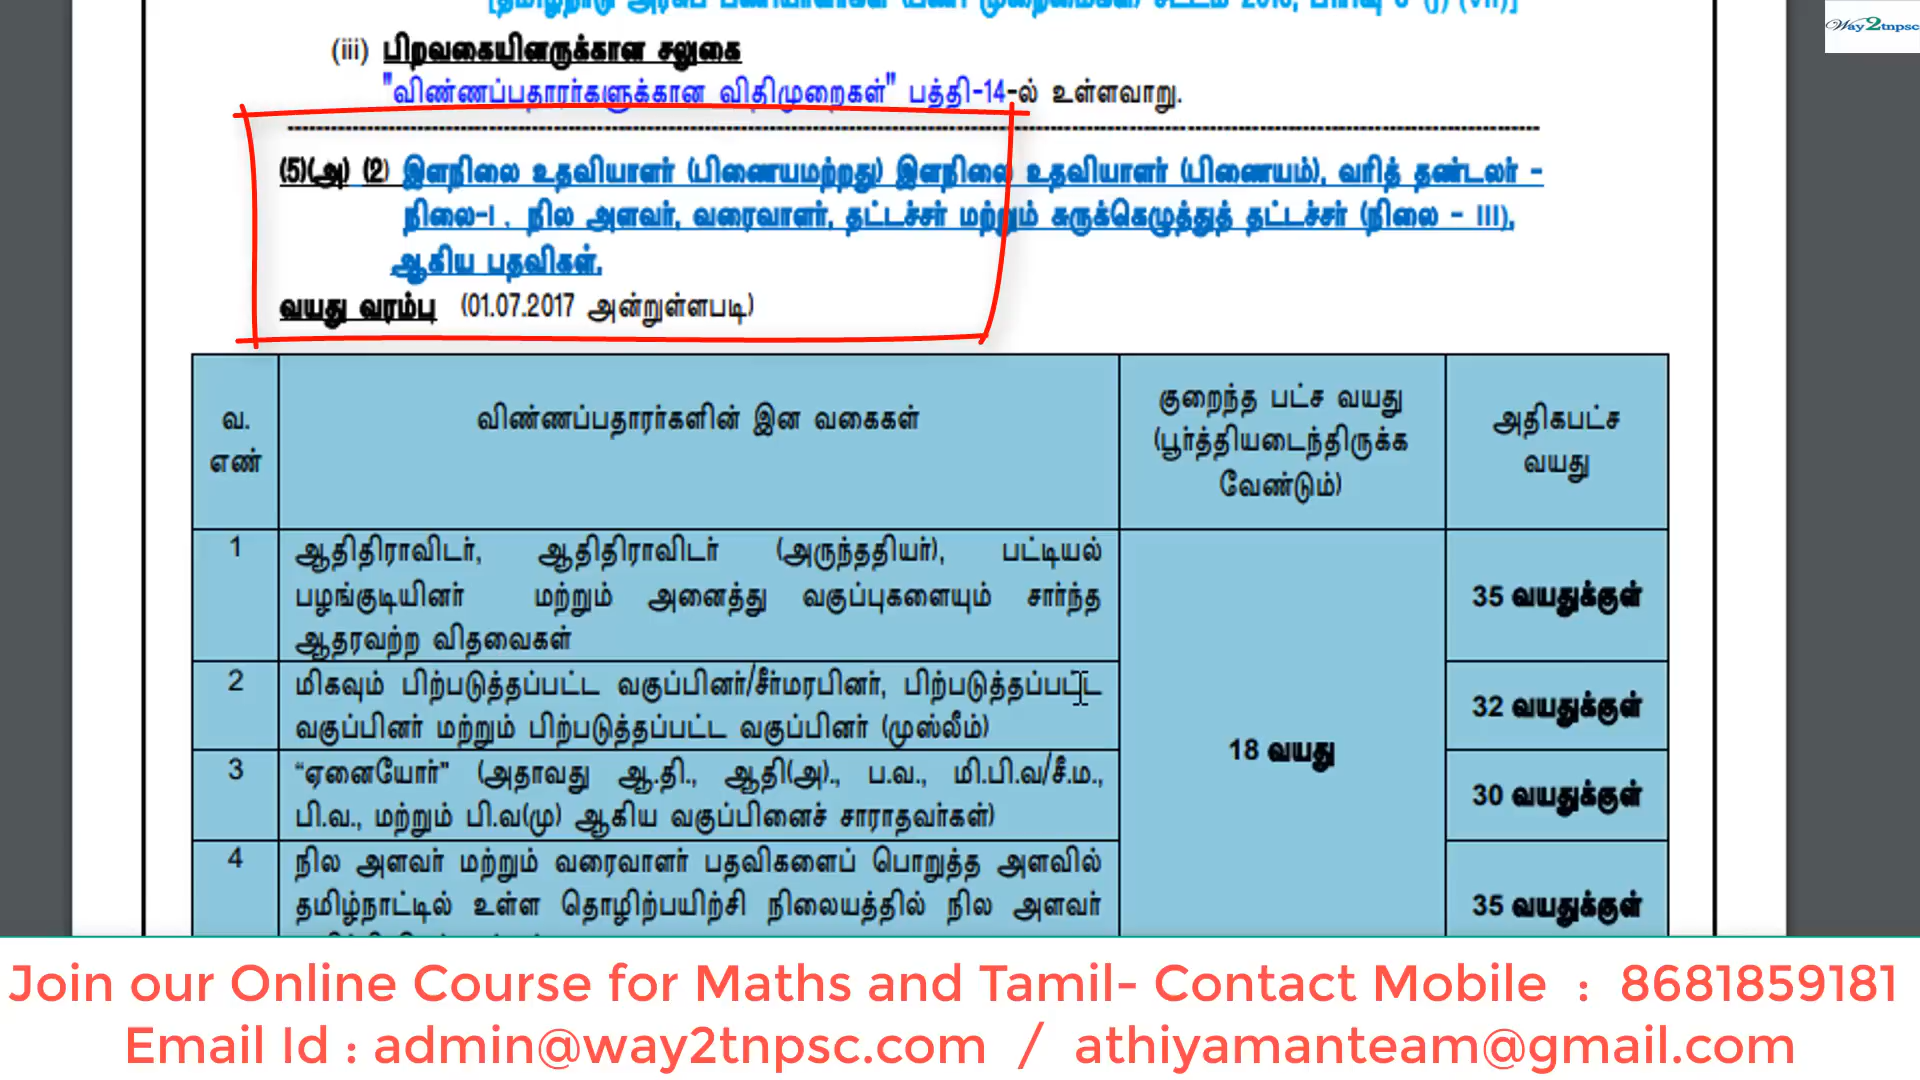 Way2tnpsc
(iii) பிறவகையினருக்கான சலுகை
"விண்ணப்பதாரர்களுக்கான விதிமுறைகள்" பத்தி-14-ல் உள்ளவாறு.
(5)(அ) (2) இளநிலை உதவியாளர் (பிணையமற்றது) இளநிலை உதவியாளர் (பிணையம்), வரித் தண்டலர் -
நிலை-I , நில அளவர், வரைவாளர், தட்டச்சர் மற்றும் சுருக்கெழுத்துத் தட்டச்சர் (நிலை - III),
ஆகிய பதவிகள்.
வயது வரம்பு (01.07.2017 அன்றுள்ளபடி)
வ. எண்
விண்ணப்பதாரர்களின் இன வகைகள்
குறைந்த பட்ச வயது
(பூர்த்தியடைந்திருக்க
வேண்டும்)
அதிகபட்ச
வயது
1
ஆதிதிராவிடர், ஆதிதிராவிடர் (அருந்ததியர்), பட்டியல்
பழங்குடியினர் மற்றும் அனைத்து வகுப்புகளையும் சார்ந்த
ஆதரவற்ற விதவைகள்
35 வயதுக்குள்
2
மிகவும் பிற்படுத்தப்பட்ட வகுப்பினர்/சீர்மரபினர், பிற்படுத்தப்பட்ட
வகுப்பினர் மற்றும் பிற்படுத்தப்பட்ட வகுப்பினர் (முஸ்லீம்)
18 வயது
32 வயதுக்குள்
3
“ஏனையோர்" (அதாவது ஆ.தி., ஆதி(அ)., ப.வ., மி.பி.வ/சீ.ம.,
பி.வ., மற்றும் பி.வ(மு) ஆகிய வகுப்பினைச் சாராதவர்கள்)
30 வயதுக்குள்
4
நில அளவர் மற்றும் வரைவாளர் பதவிகளைப் பொறுத்த அளவில்
தமிழ்நாட்டில் உள்ள தொழிற்பயிற்சி நிலையத்தில் நில அளவர்
35 வயதுக்குள்
Join our Online Course for Maths and Tamil- Contact Mobile : 8681859181
Email Id : admin@way2tnpsc.com / athiyamanteam@gmail.com